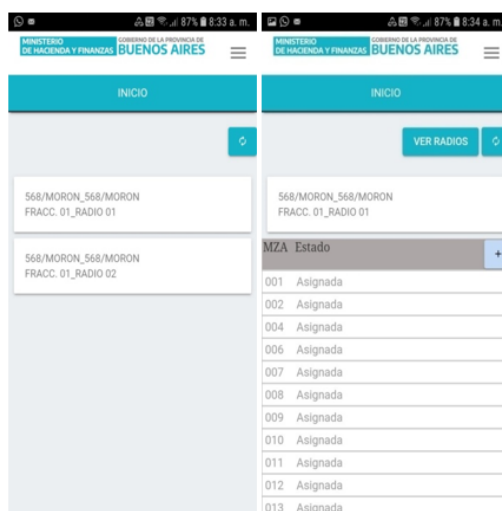 87% 8:33 a. m.
MINISTERIO
DE HACIENDA Y FINANZAS
GOBIERNO DE LA PROVINCIA DE
BUENOS AIRES
INICIO
568/MORON_568/MORON
FRACC. 01_RADIO 01
568/MORON_568/MORON
FRACC. 01_RADIO 02
87% 8:34 a. m.
MINISTERIO
DE HACIENDA Y FINANZAS
GOBIERNO DE LA PROVINCIA DE
BUENOS AIRES
INICIO
VER RADIOS
568/MORON_568/MORON
FRACC. 01_RADIO 01
MZA Estado
+
001 Asignada
002 Asignada
004 Asignada
006 Asignada
007 Asignada
008 Asignada
009 Asignada
010 Asignada
011 Asignada
012 Asignada
013 Asignada